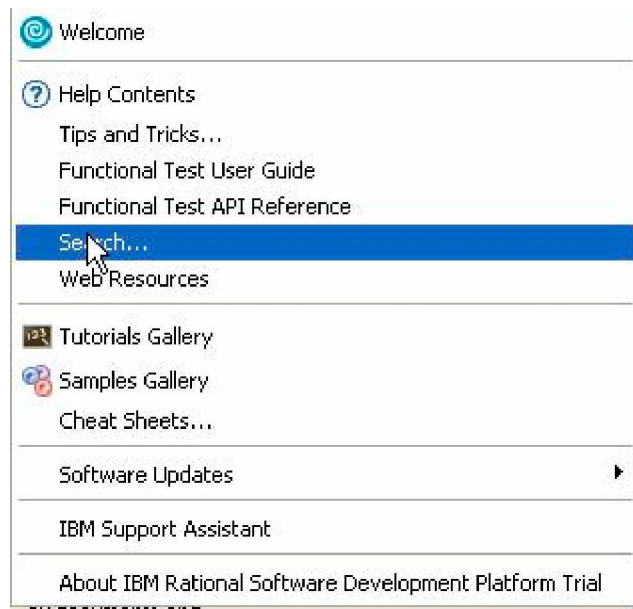 Welcome
Help Contents
Tips and Tricks...
Functional Test User Guide
Functional Test API Reference
Search...
Web Resources
Tutorials Gallery
Samples Gallery
Cheat Sheets...
Software Updates
IBM Support Assistant
About IBM Rational Software Development Platform Trial